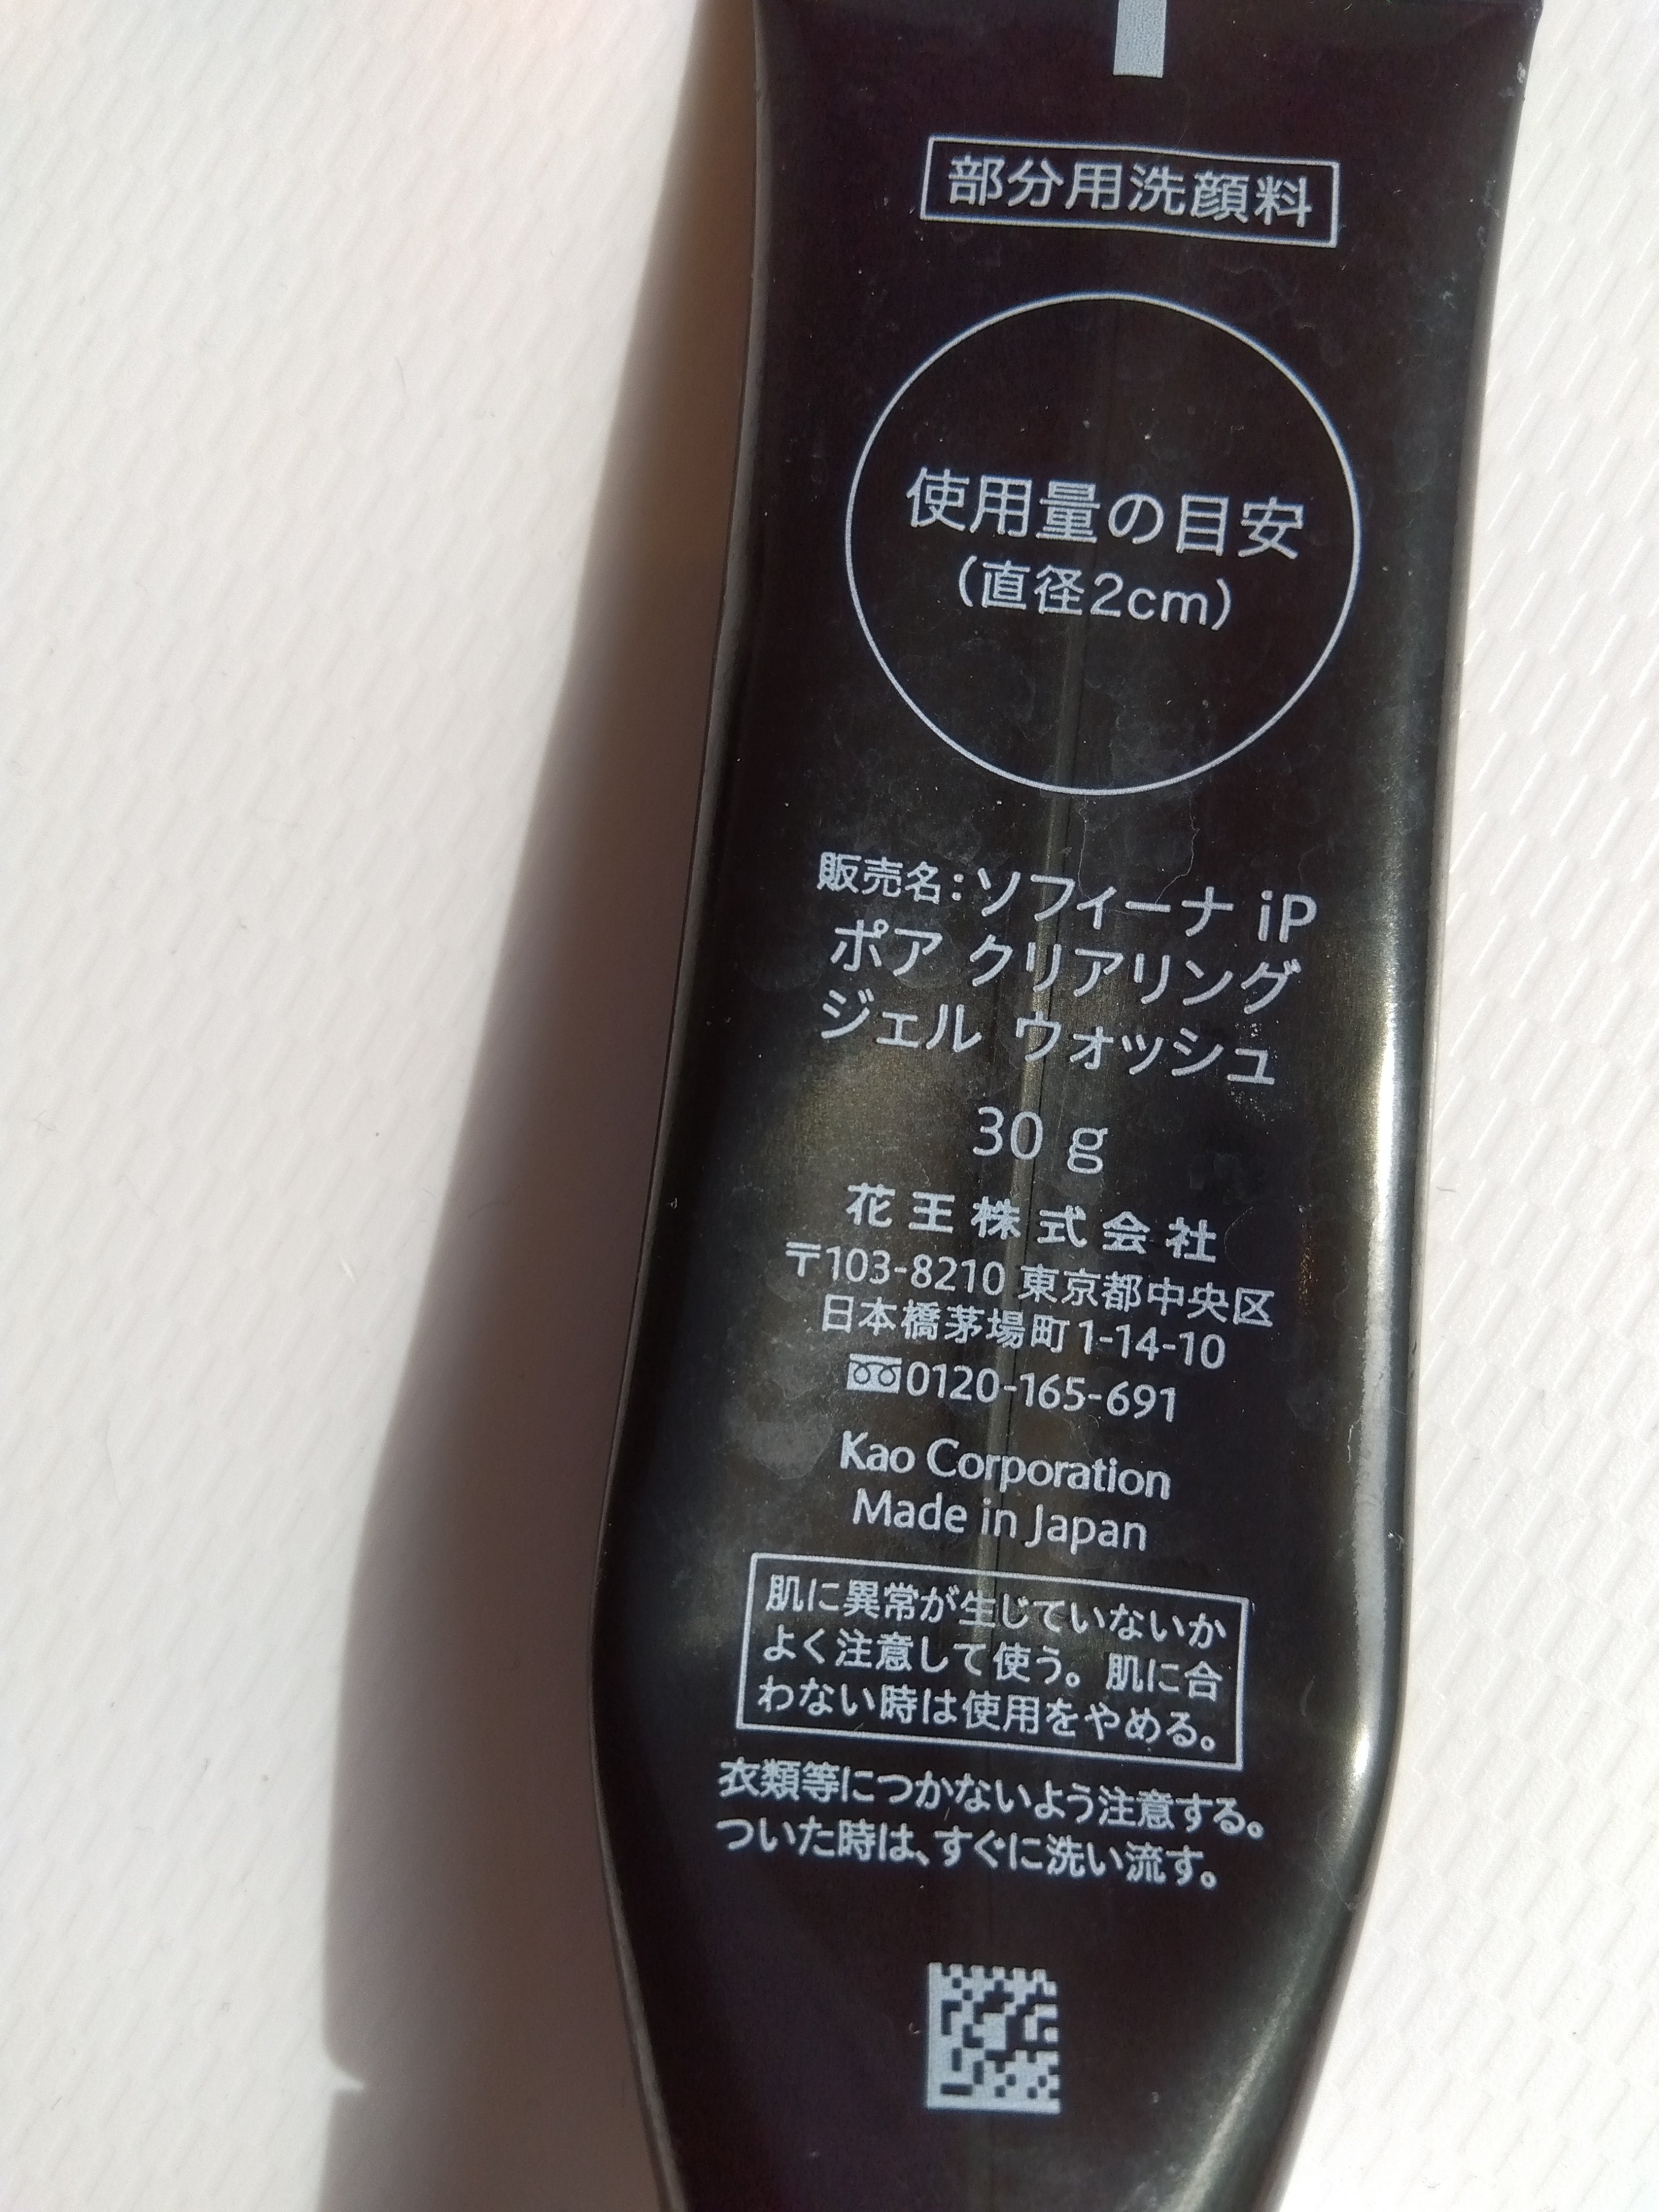 部分用洗顔料
使用量の目安
(直径2cm)
販売名:ソフィーナ iP
ポア クリアリング
ジェル ウォッシュ
30 g
花王株式会社
〒103-8210 東京都中央区
日本橋茅場町1-14-10
0120-165-691
Kao Corporation
Made in Japan
肌に異常が生じていないか
よく注意して使う。肌に合
わない時は使用をやめる。
衣類等につかないよう注意する。
ついた時は、すぐに洗い流す。